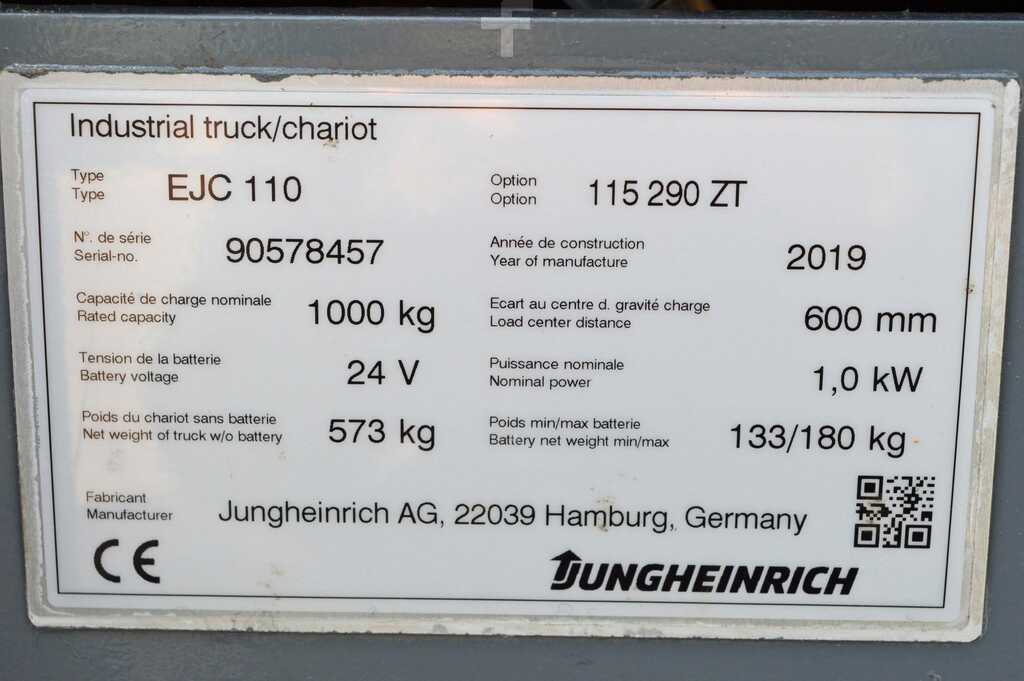 Industrial truck/chariot
Type
Type
EJC 110
Option
Option
115 290 ZT
N°. de série
Serial-no.
90578457
Année de construction
Year of manufacture
2019
Capacité de charge nominale
Rated capacity
1000 kg
Ecart au centre d. gravité charge
Load center distance
600 mm
Tension de la batterie
Battery voltage
24 V
Puissance nominale
Nominal power
1,0 kW
Poids du chariot sans batterie
Net weight of truck w/o battery
573 kg
Poids min/max batterie
Battery net weight min/max
133/180 kg
Fabricant
Manufacturer
Jungheinrich AG, 22039 Hamburg, Germany
CE
JUNGHEINRICH